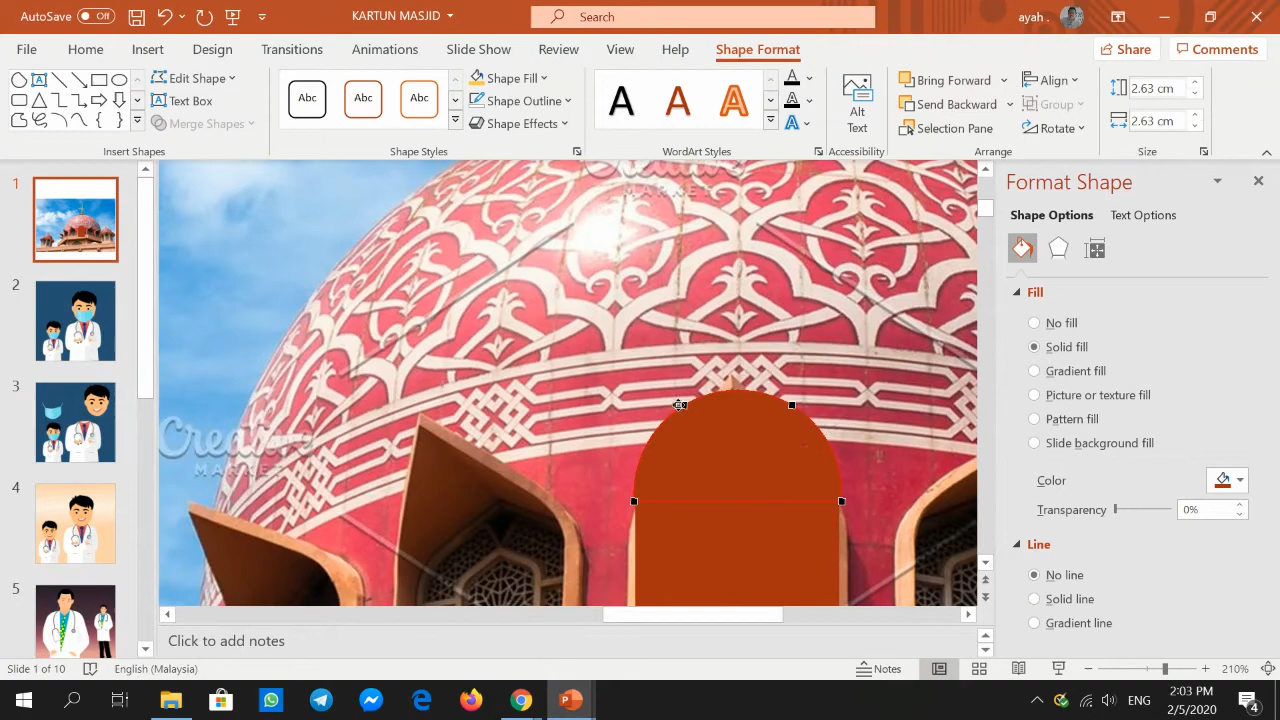 AutoSave Off
KARTUN MASJID
Search
ayah .
File Home Insert Design Transitions Animations Slide Show Review View Help Shape Format
Share Comments
Edit Shape
Text Box
Merge Shapes
Insert Shapes
Abc Abc Abc
Shape Fill
Shape Outline
Shape Effects
Shape Styles
A A A
A
A
A
WordArt Styles
Alt
Text
Accessibility
Bring Forward
Send Backward
Selection Pane
Align
Group
Rotate
Arrange
2.63 cm
2.63 cm
Size
1
2
3
4
5
Creative
MARKET
Creative
MARKET
Format Shape
Shape Options Text Options
Fill
No fill
Solid fill
Gradient fill
Picture or texture fill
Pattern fill
Slide background fill
Color
Transparency 0%
Line
No line
Solid line
Gradient line
Click to add notes
Slide 1 of 10
English (Malaysia)
Notes
210%
ENG
2:03 PM
2/5/2020
4